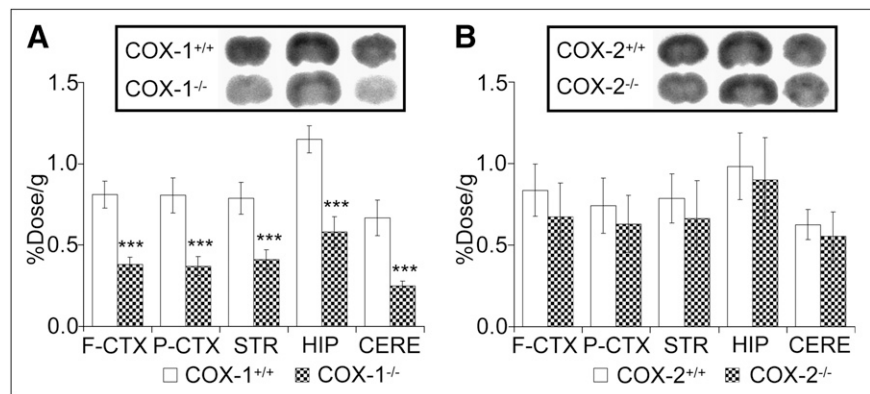 A
COX-1+/+
COX-1-/-
1.5
1.0
0.5
0.0
%Dose/g
***
***
***
***
***
F-CTX P-CTX STR HIP CERE
COX-1+/+ COX-1-/-
B
COX-2+/+
COX-2-/-
1.5
1.0
0.5
0.0
%Dose/g
F-CTX P-CTX STR HIP CERE
COX-2+/+ COX-2-/-